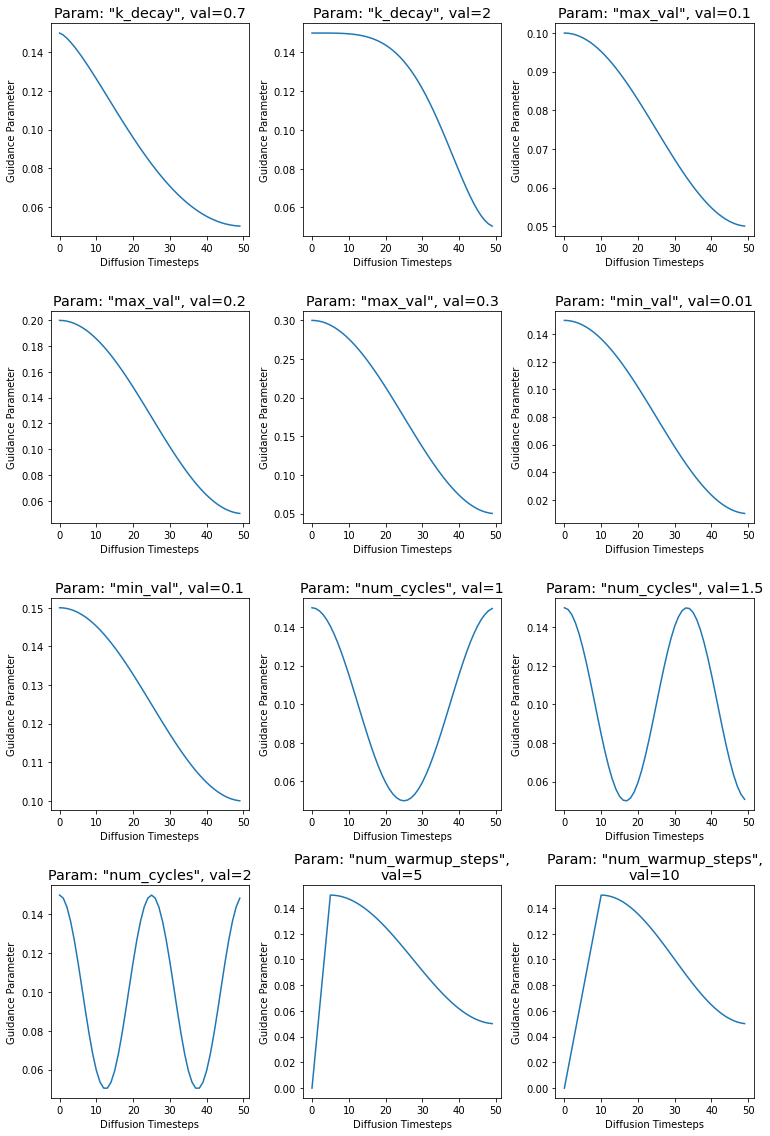 Param: "k_decay", val=0.7
Param: "k_decay", val=2
Param: "max_val", val=0.1
0.14
0.12
0.10
0.08
0.06
Guidance Parameter
0 10 20 30 40 50
Diffusion Timesteps
0.14
0.12
0.10
0.08
0.06
Guidance Parameter
0 10 20 30 40 50
Diffusion Timesteps
0.10
0.09
0.08
0.07
0.06
0.05
Guidance Parameter
0 10 20 30 40 50
Diffusion Timesteps
Param: "max_val", val=0.2
Param: "max_val", val=0.3
Param: "min_val", val=0.01
0.20
0.18
0.16
0.14
0.12
0.10
0.08
0.06
Guidance Parameter
0 10 20 30 40 50
Diffusion Timesteps
0.30
0.25
0.20
0.15
0.10
0.05
Guidance Parameter
0 10 20 30 40 50
Diffusion Timesteps
0.14
0.12
0.10
0.08
0.06
0.04
0.02
Guidance Parameter
0 10 20 30 40 50
Diffusion Timesteps
Param: "min_val", val=0.1
Param: "num_cycles", val=1
Param: "num_cycles", val=1.5
0.15
0.14
0.13
0.12
0.11
0.10
Guidance Parameter
0 10 20 30 40 50
Diffusion Timesteps
0.14
0.12
0.10
0.08
0.06
Guidance Parameter
0 10 20 30 40 50
Diffusion Timesteps
0.14
0.12
0.10
0.08
0.06
Guidance Parameter
0 10 20 30 40 50
Diffusion Timesteps
Param: "num_cycles", val=2
Param: "num_warmup_steps",
val=5
Param: "num_warmup_steps",
val=10
0.14
0.12
0.10
0.08
0.06
Guidance Parameter
0 10 20 30 40 50
Diffusion Timesteps
0.14
0.12
0.10
0.08
0.06
0.04
0.02
0.00
Guidance Parameter
0 10 20 30 40 50
Diffusion Timesteps
0.14
0.12
0.10
0.08
0.06
0.04
0.02
0.00
Guidance Parameter
0 10 20 30 40 50
Diffusion Timesteps